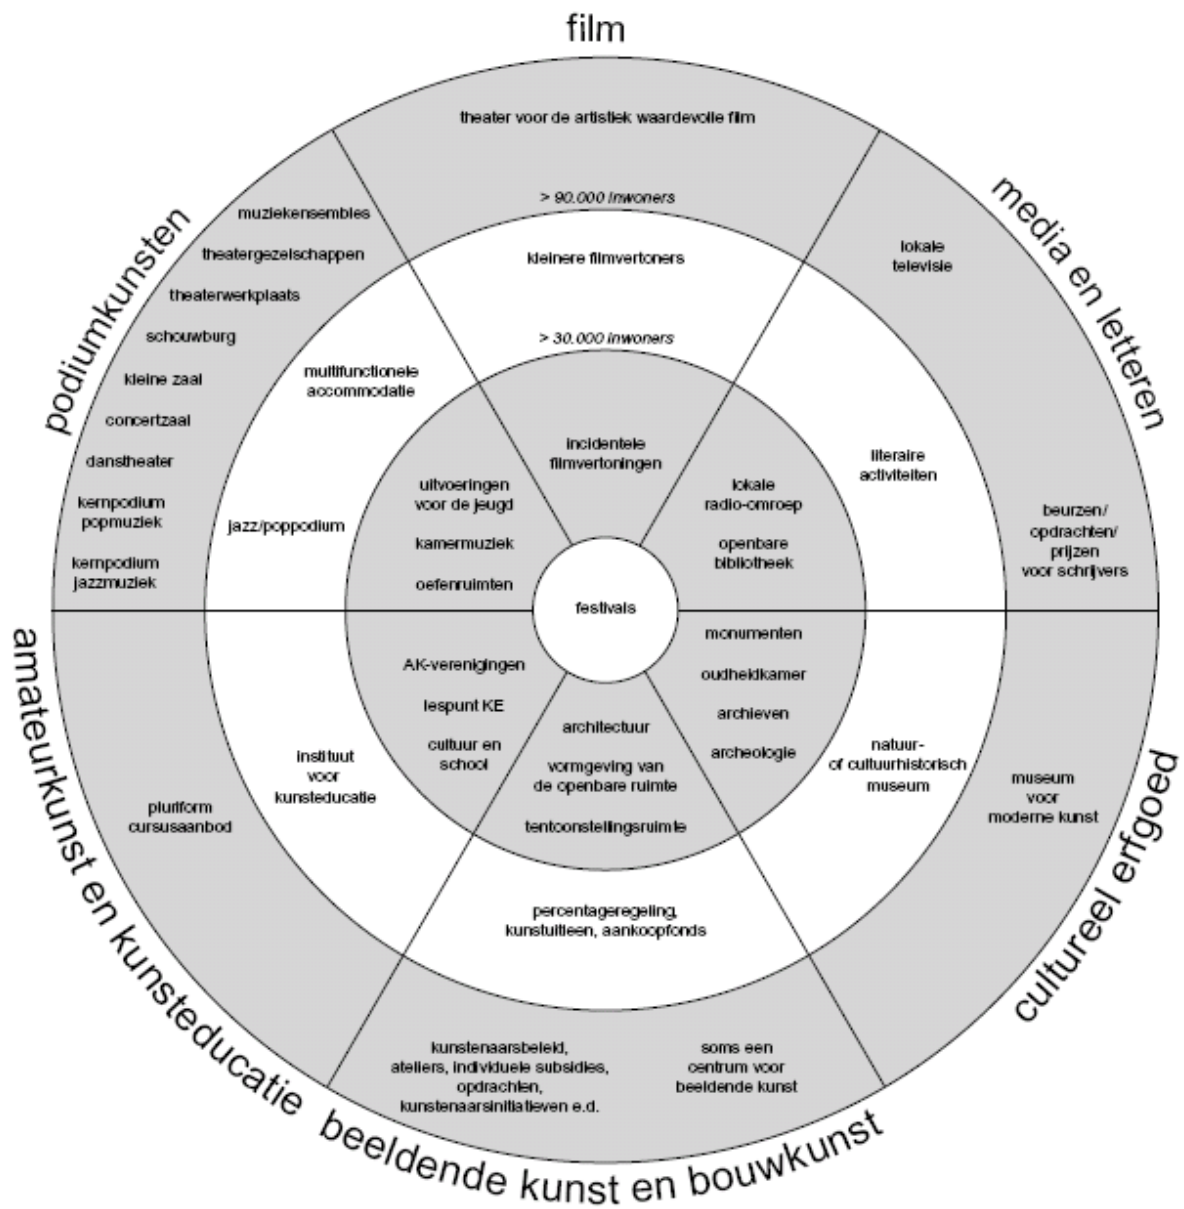 film
theater voor de artistiek waardevolle film
> 90.000 inwoners
kleinere filmvertoners
> 30.000 inwoners
incidentele
filmvertoningen
media en letteren
lokale
televisie
beurzen/
opdrachten/
prijzen
voor schrijvers
literaire
activiteiten
lokale
radio-omroep
openbare
bibliotheek
cultureel erfgoed
museum
voor
moderne kunst
natuur-
of cultuurhistorisch
museum
monumenten
oudheidkamer
archieven
archeologie
beeldende kunst en bouwkunst
architectuur
vormgeving van
de openbare ruimte
tentoonstellingsruimte
percentageregeling,
kunstuitleen, aankoopfonds
kunstenaarsbeleid,
ateliers, individuele subsidies,
opdrachten,
kunstenaarsinitiatieven e.d.
soms een
centrum voor
beeldende kunst
amateurkunst en kunsteducatie
pluriform
cursusaanbod
instituut
voor
kunsteducatie
AK-verenigingen
lespunt KE
cultuur en
school
podiumkunsten
muziekensembles
theatergezelschappen
theaterwerkplaats
schouwburg
kleine zaal
concertzaal
danstheater
kernpodium
popmuziek
kernpodium
jazzmuziek
multifunctionele
accommodatie
jazz/poppodium
uitvoeringen
voor de jeugd
kamermuziek
oefenruimten
festivals